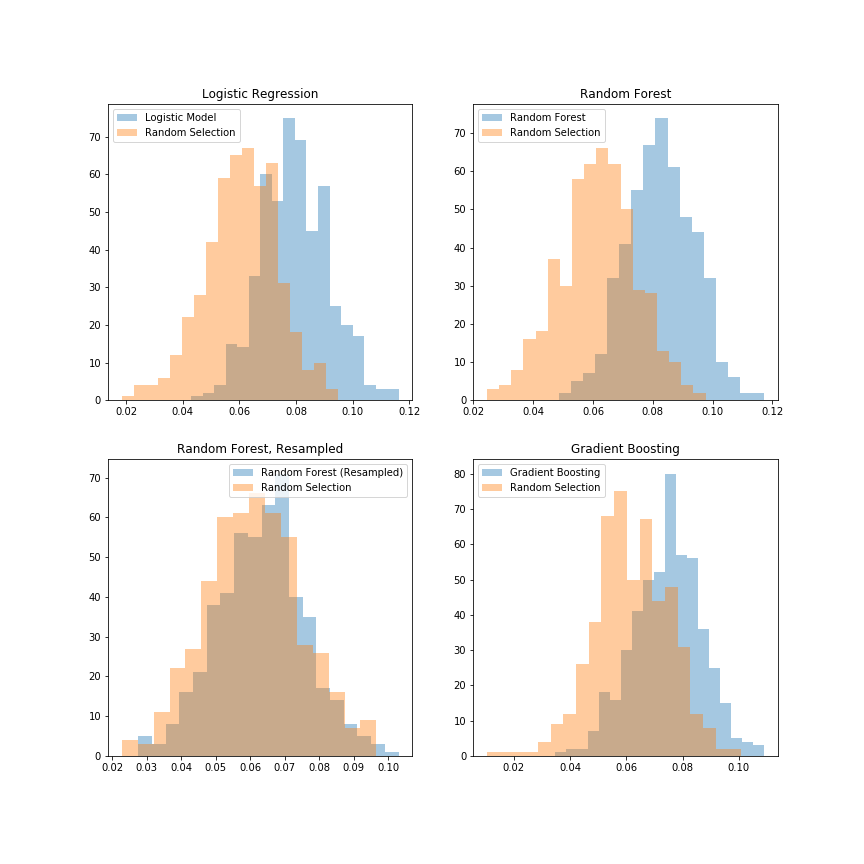 Logistic Regression
Logistic Model
Random Selection
70
60
50
40
30
20
10
0
0.02 0.04 0.06 0.08 0.10 0.12
Random Forest
Random Forest
Random Selection
70
60
50
40
30
20
10
0
0.02 0.04 0.06 0.08 0.10 0.12
Random Forest, Resampled
Random Forest (Resampled)
Random Selection
70
60
50
40
30
20
10
0
0.02 0.03 0.04 0.05 0.06 0.07 0.08 0.09 0.10
Gradient Boosting
Gradient Boosting
Random Selection
80
70
60
50
40
30
20
10
0
0.02 0.04 0.06 0.08 0.10